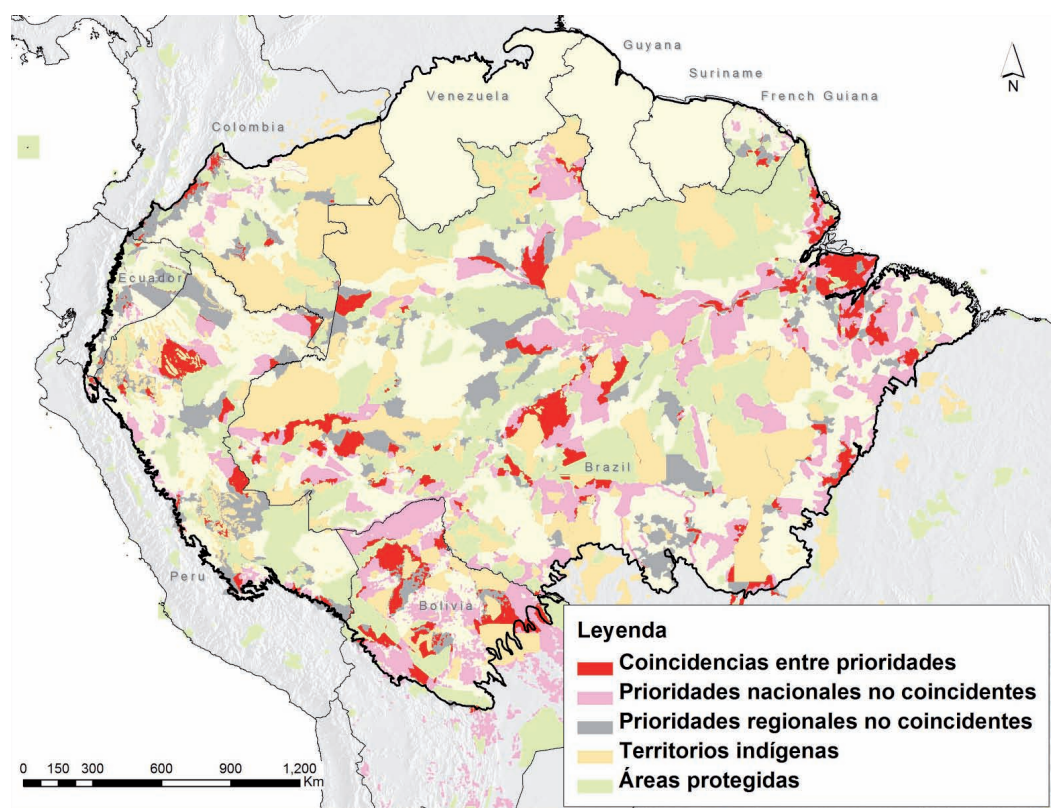 Guyana
Suriname
French Guiana
Venezuela
N
Colombia
Ecuador
Brazil
Peru
Bolivia
Leyenda
Coincidencias entre prioridades
Prioridades nacionales no coincidentes
Prioridades regionales no coincidentes
Territorios indígenas
Áreas protegidas
0 150 300 600 900 1,200
Km